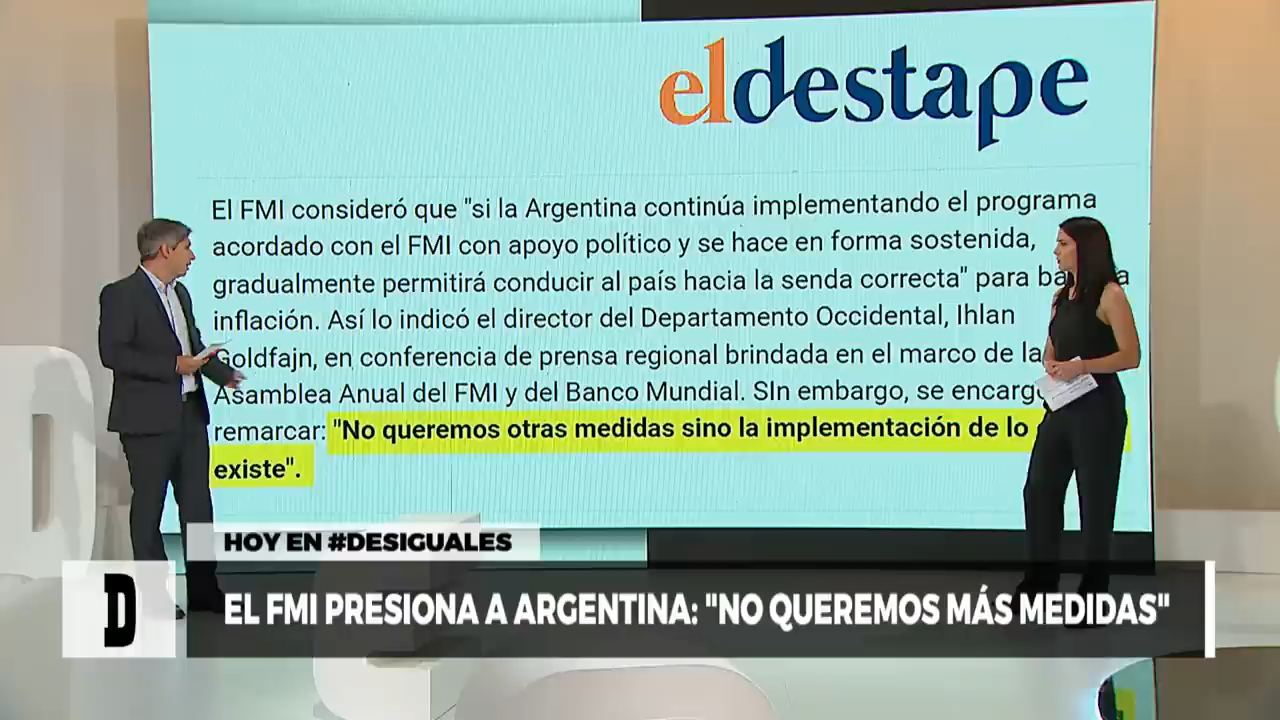 eldestape
El FMI consideró que "si la Argentina continúa implementando el programa
acordado con el FMI con apoyo político y se hace en forma sostenida,
gradualmente permitirá conducir al país hacia la senda correcta" para
inflación. Así lo indicó el director del Departamento Occidental, Ihlan
Goldfajn, en conferencia de prensa regional brindada en el marco de la
Asamblea Anual del FMI y del Banco Mundial. SIn embargo, se
remarcar: "No queremos otras medidas sino la implementación de lo
existe".
HOY EN #DESIGUALES
D
EL FMI PRESIONA A ARGENTINA: "NO QUEREMOS MÁS MEDIDAS"